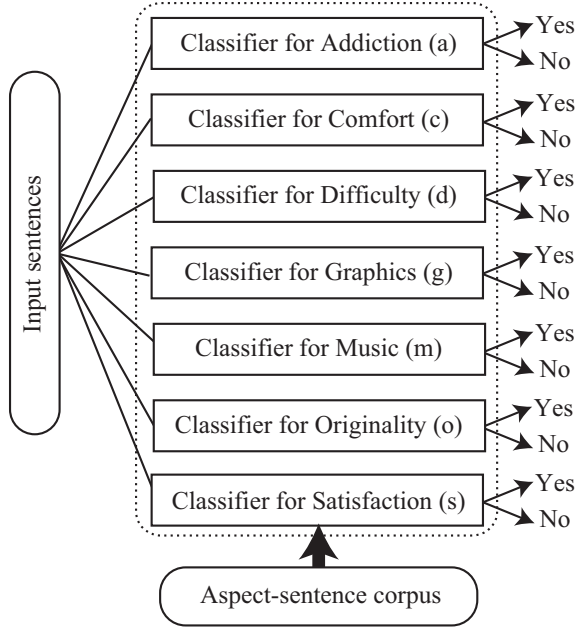 Input sentences
Classifier for Addiction (a)
Yes
No
Classifier for Comfort (c)
Yes
No
Classifier for Difficulty (d)
Yes
No
Classifier for Graphics (g)
Yes
No
Classifier for Music (m)
Yes
No
Classifier for Originality (o)
Yes
No
Classifier for Satisfaction (s)
Yes
No
Aspect-sentence corpus